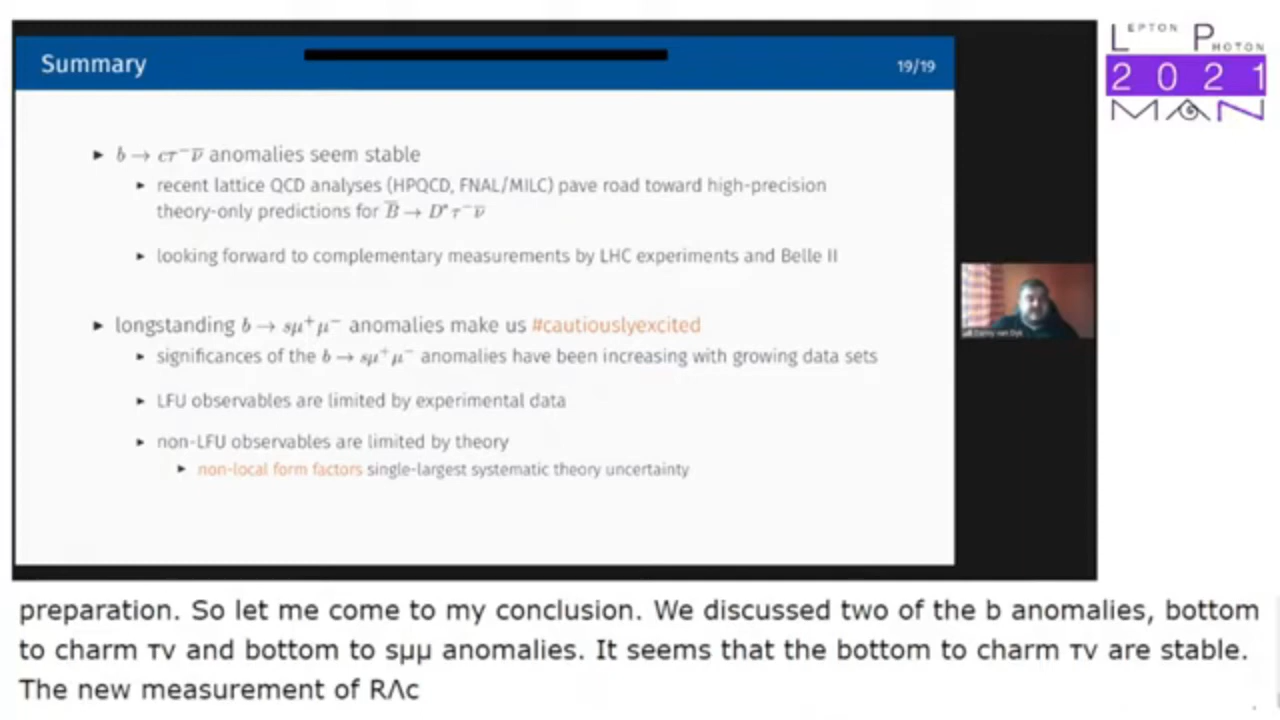 Summary
19/19
► b → cτ⁻ν̅ anomalies seem stable
► recent lattice QCD analyses (HPQCD, FNAL/MILC) pave road toward high-precision
theory-only predictions for B̅ → D*τ⁻ν̅
► looking forward to complementary measurements by LHC experiments and Belle II
► longstanding b → sμ⁺μ⁻ anomalies make us #cautiouslyexcited
► significances of the b → sμ⁺μ⁻ anomalies have been increasing with growing data sets
► LFU observables are limited by experimental data
► non-LFU observables are limited by theory
► non-local form factors single-largest systematic theory uncertainty
LEPTON PHOTON
2021
MAN
Danny van Dyk
preparation. So let me come to my conclusion. We discussed two of the b anomalies, bottom
to charm τν and bottom to sμμ anomalies. It seems that the bottom to charm τν are stable.
The new measurement of RΛc